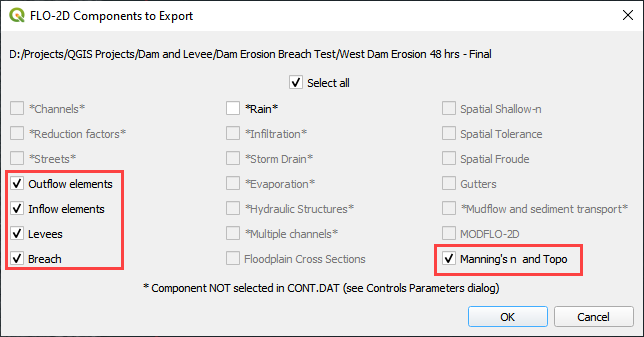 FLO-2D Components to Export
D:/Projects/QGIS Projects/Dam and Levee/Dam Erosion Breach Test/West Dam Erosion 48 hrs - Final
Select all
*Channels*
*Reduction factors*
*Streets*
Outflow elements
Inflow elements
Levees
Breach
*Rain*
*Infiltration*
*Storm Drain*
*Evaporation*
*Hydraulic Structures*
*Multiple channels*
Floodplain Cross Sections
Spatial Shallow-n
Spatial Tolerance
Spatial Froude
Gutters
*Mudflow and sediment transport*
MODFLO-2D
Manning's n and Topo
* Component NOT selected in CONT.DAT (see Controls Parameters dialog)
OK
Cancel